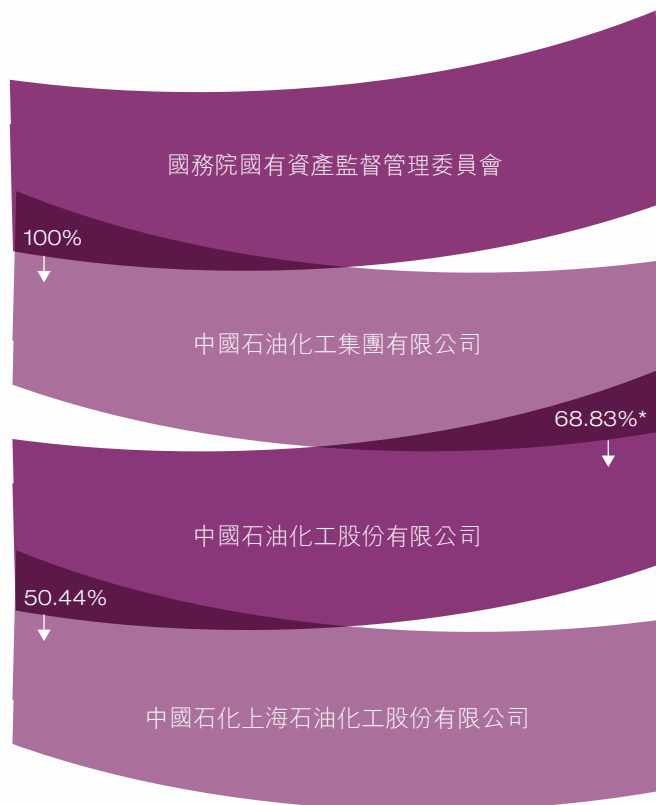 國務院國有資產監督管理委員會
100%
中國石油化工集團有限公司
68.83%*
中國石油化工股份有限公司
50.44%
中國石化上海石油化工股份有限公司